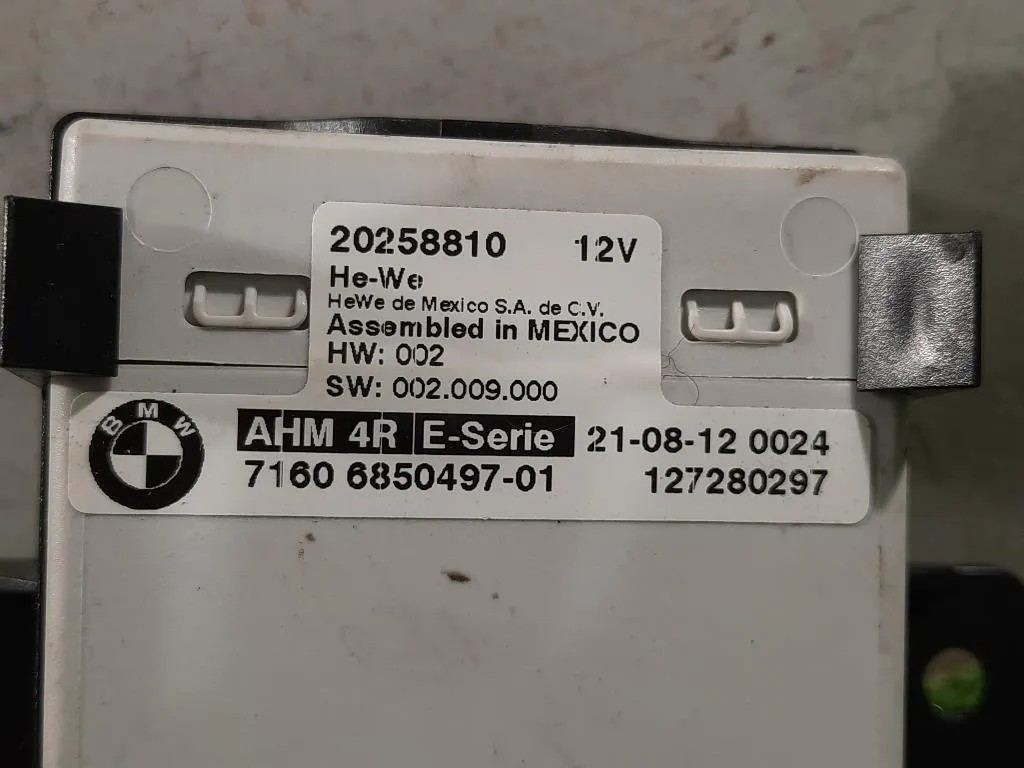 20258810 12V
He-We
HeWe de Mexico S.A. de C.V.
Assembled in MEXICO
HW: 002
SW: 002.009.000
BMW
AHM 4R E-Serie 21-08-12 0024
7160 6850497-01 127280297